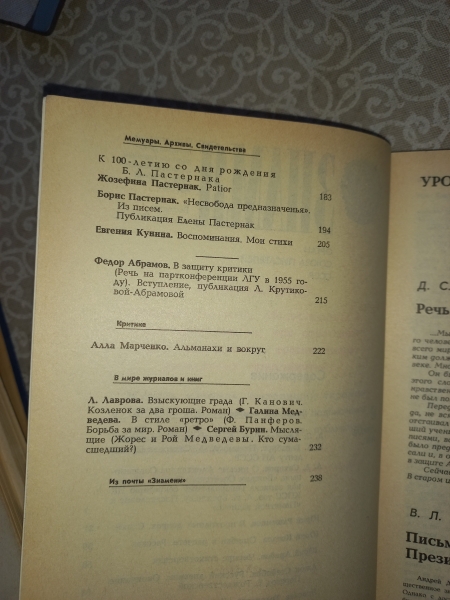 Мемуары. Архивы. Свидетельства
К 100-летию со дня рождения
Б. Л. Пастернака
Жозефина Пастернак, Patior 183
Борис Пастернак. «Несвобода предназначенья».
Из писем.
Публикация Елены Пастернак 194
Евгения Кунина. Воспоминания. Мои стихи 205
Федор Абрамов. В защиту критики
(Речь на партконференции ЛГУ в 1955 го-
ду). Вступление, публикация Л. Крутико-
вой-Абрамовой 215
Критика
Алла Марченко. Альманахи и вокруг 222
В мире журналов и книг
Л. Лаврова. Взыскующие града (Г. Канович.
Козленок за два гроша. Роман) Галина Мед-
ведева. В стиле «ретро» (Ф. Панферов.
Борьба за мир. Роман) Сергей Бурин. Мысля-
щие (Жорес и Рой Медведевы. Кто сума-
сшедший?) 232
Из почты «Знамени» 238
УРО
Д. С.
Речь
В. Л.
Письм
Прези
Андрей Д